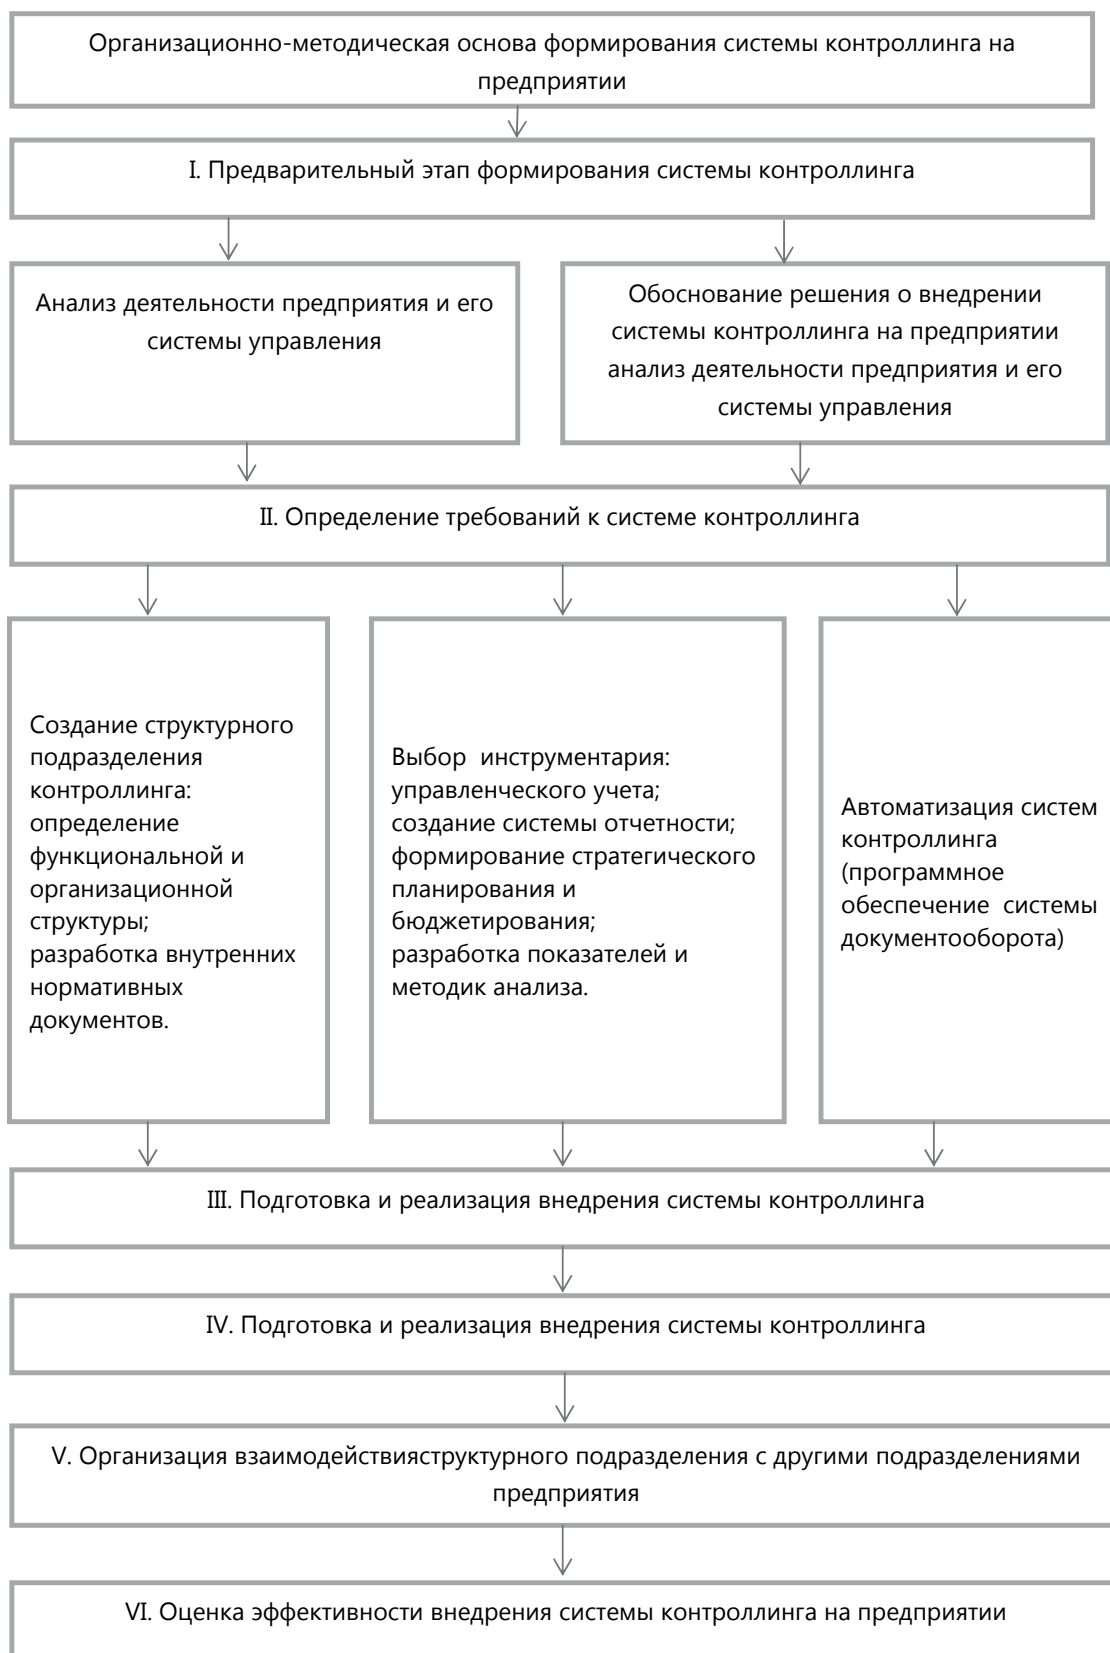 Организационно-методическая основа формирования системы контроллинга на
предприятии
I. Предварительный этап формирования системы контроллинга
Анализ деятельности предприятия и его
системы управления
Обоснование решения о внедрении
системы контроллинга на предприятии
анализ деятельности предприятия и его
системы управления
II. Определение требований к системе контроллинга
Создание структурного
подразделения
контроллинга:
определение
функциональной и
организационной
структуры;
разработка внутренних
нормативных
документов.
Выбор инструментария:
управленческого учета;
создание системы отчетности;
формирование стратегического
планирования и
бюджетирования;
разработка показателей и
методик анализа.
Автоматизация систем
контроллинга
(программное
обеспечение системы
документооборота)
III. Подготовка и реализация внедрения системы контроллинга
IV. Подготовка и реализация внедрения системы контроллинга
V. Организация взаимодействияструктурного подразделения с другими подразделениями
предприятия
VI. Оценка эффективности внедрения системы контроллинга на предприятии